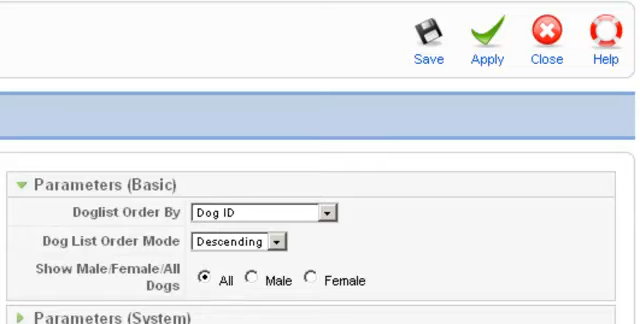 Save Apply Close Help
Parameters (Basic)
Doglist Order By Dog ID
Dog List Order Mode Descending
Show Male/Female/All
Dogs All Male Female
Parameters (System)